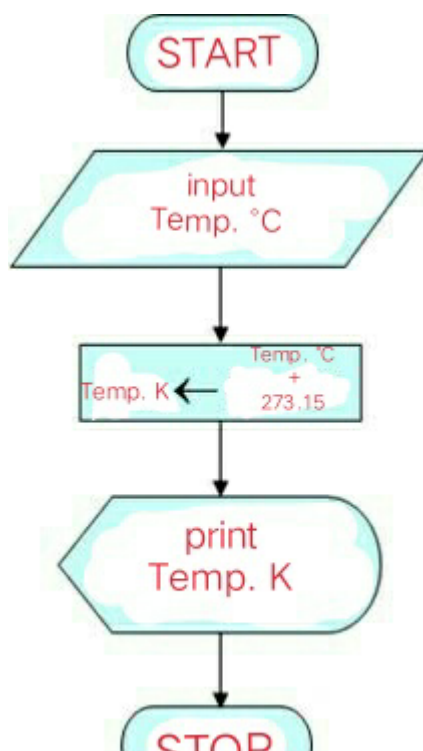 START
input
Temp. °C
Temp. K
Temp. °C
+
273.15
print
Temp. K
STOP